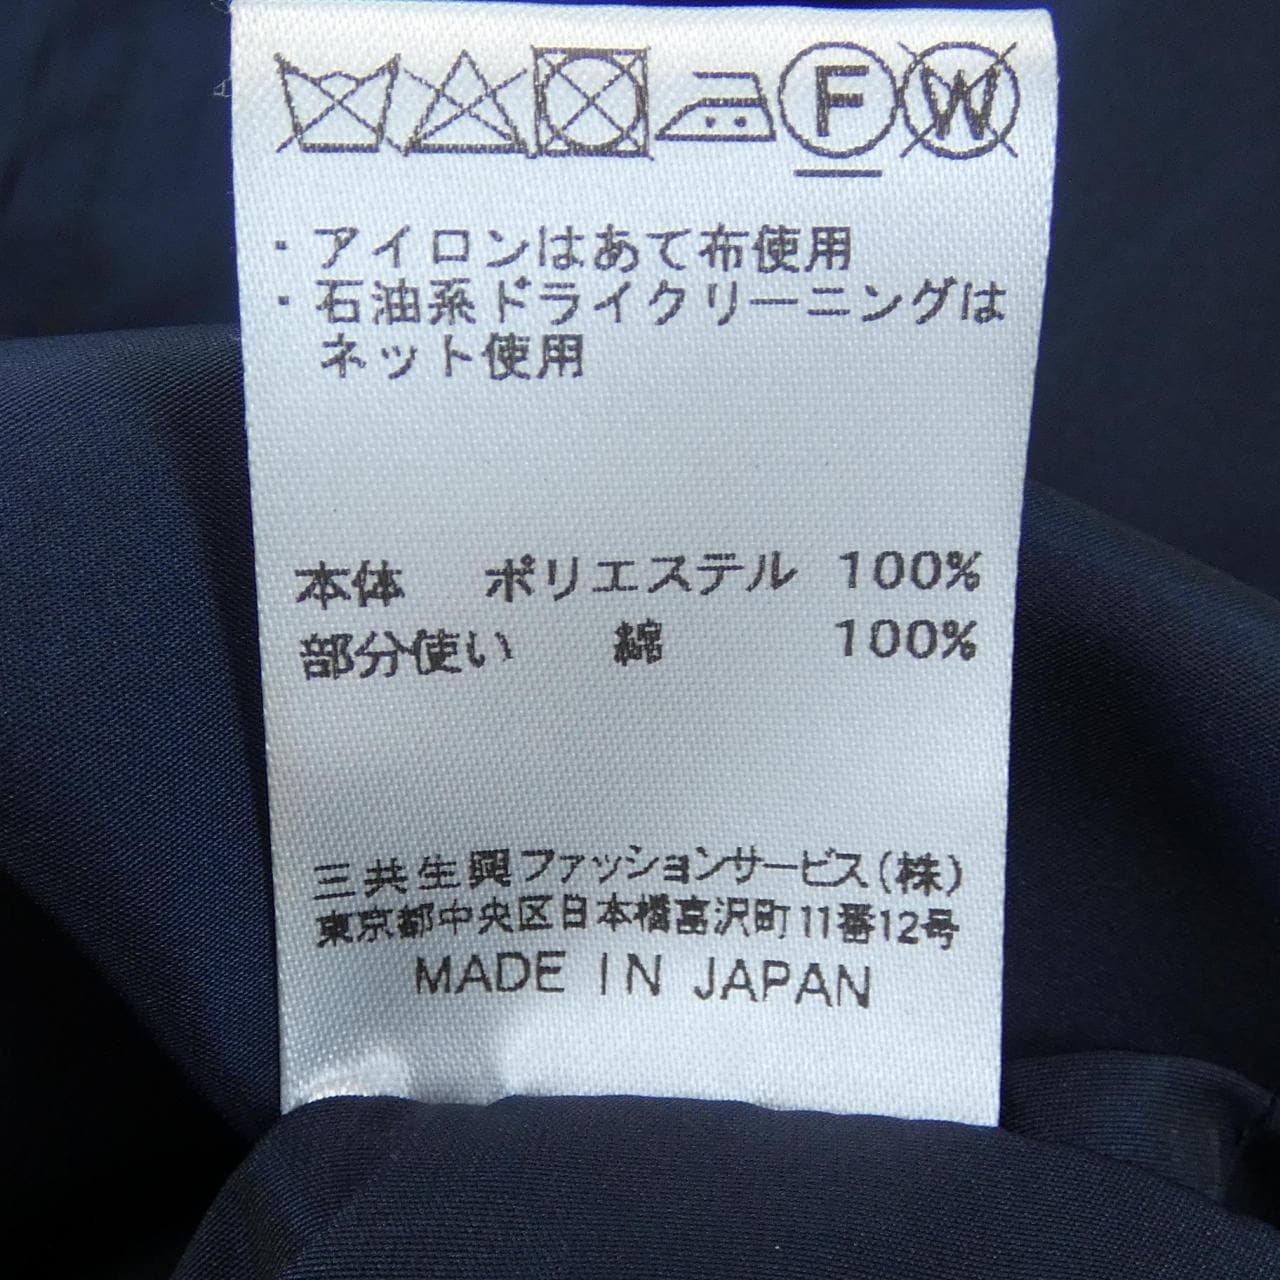 F W
・アイロンはあて布使用
・石油系ドライクリーニングは
ネット使用
本体 ポリエステル 100%
部分使い 綿 100%
三共生興ファッションサービス(株)
東京都中央区日本橋富沢町11番12号
MADE IN JAPAN